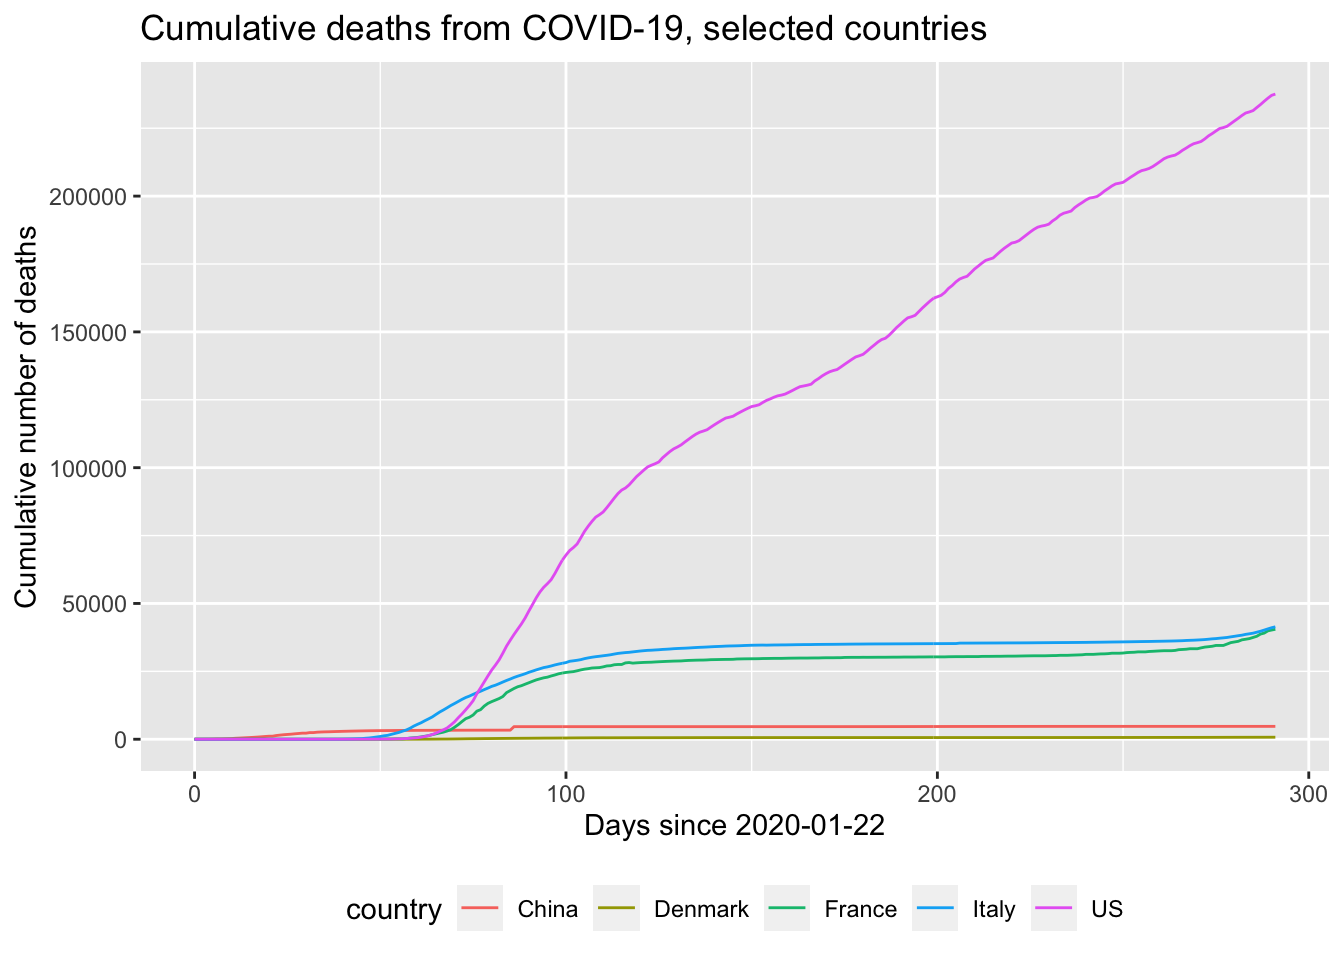 Cumulative deaths from COVID-19, selected countries
Cumulative number of deaths
200000
150000
100000
50000
0
0 100 200 300
Days since 2020-01-22
country China Denmark France Italy US